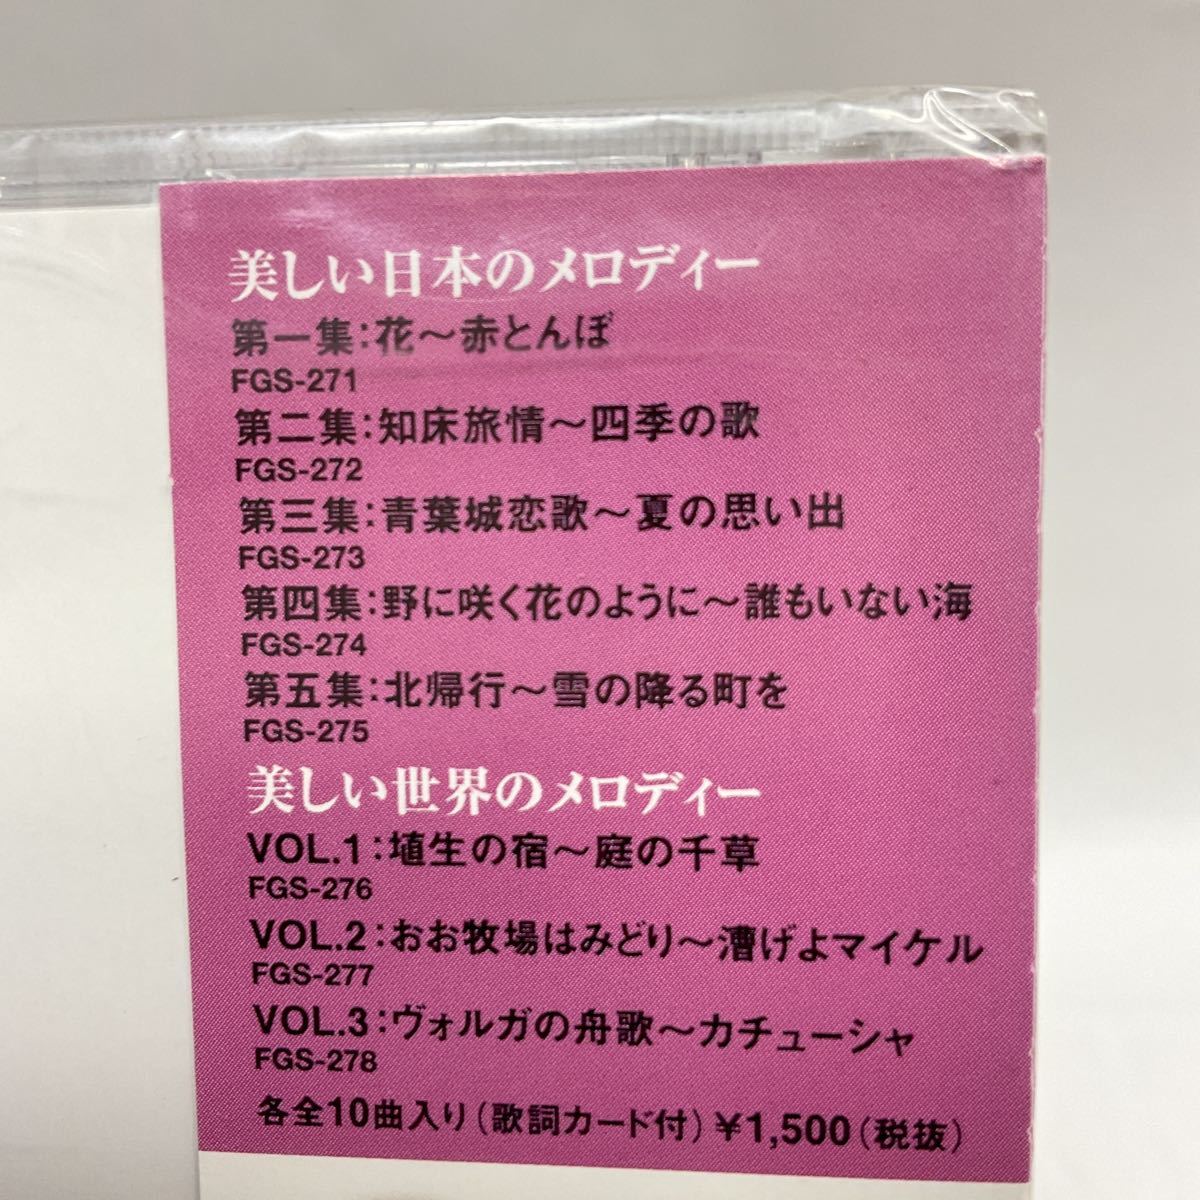 美しい日本のメロディー
第一集:花〜赤とんぼ
FGS-271
第二集:知床旅情〜四季の歌
FGS-272
第三集:青葉城恋歌〜夏の思い出
FGS-273
第四集:野に咲く花のように〜誰もいない海
FGS-274
第五集:北帰行〜雪の降る町を
FGS-275
美しい世界のメロディー
VOL.1:埴生の宿〜庭の千草
FGS-276
VOL.2:おお牧場はみどり〜漕げよマイケル
FGS-277
VOL.3:ヴォルガの舟歌〜カチューシャ
FGS-278
各全10曲入り(歌詞カード付)¥1,500(税抜)